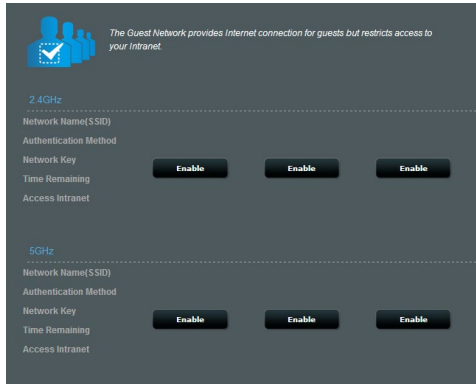 The Guest Network provides Internet connection for guests but restricts access to
your Intranet.
2.4GHz
Network Name(SSID)
Authentication Method
Network Key
Time Remaining
Access Intranet
Enable Enable Enable
5GHz
Network Name(SSID)
Authentication Method
Network Key
Time Remaining
Access Intranet
Enable Enable Enable